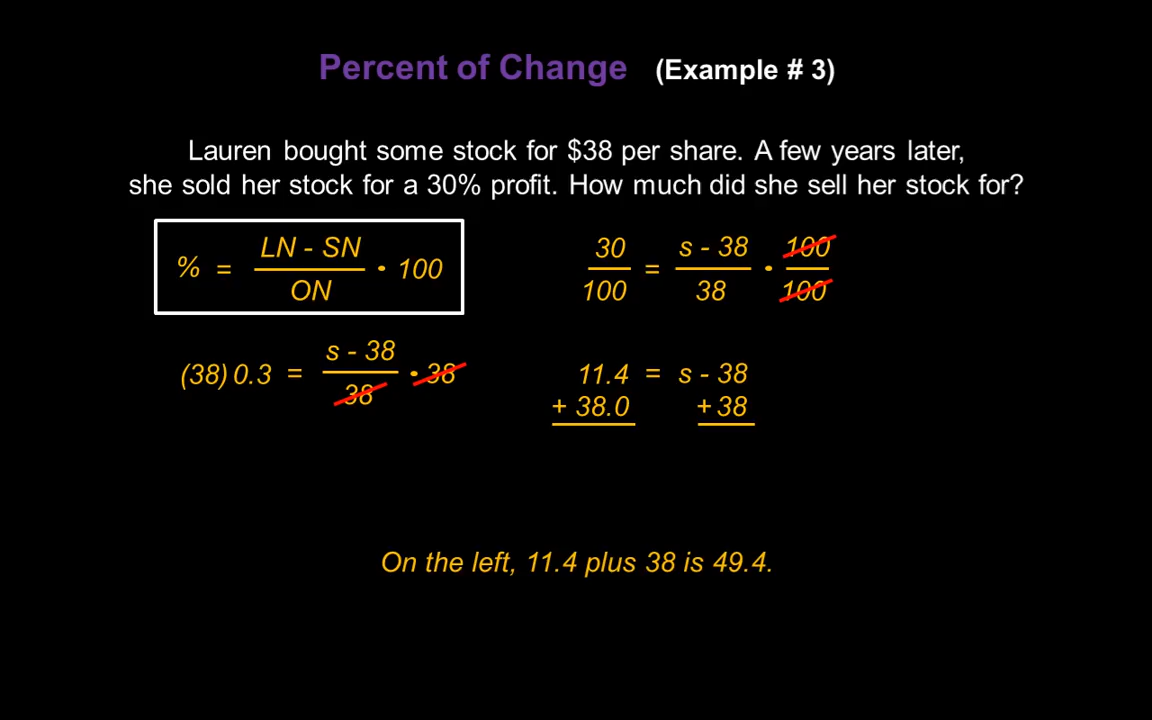 Percent of Change (Example # 3)
Lauren bought some stock for $38 per share. A few years later,
she sold her stock for a 30% profit. How much did she sell her stock for?
% = LN - SN / ON • 100
30 / 100 = s - 38 / 38 • 100 / 100
(38) 0.3 = s - 38 / 38 • 38
11.4 = s - 38
+ 38.0 + 38
On the left, 11.4 plus 38 is 49.4.